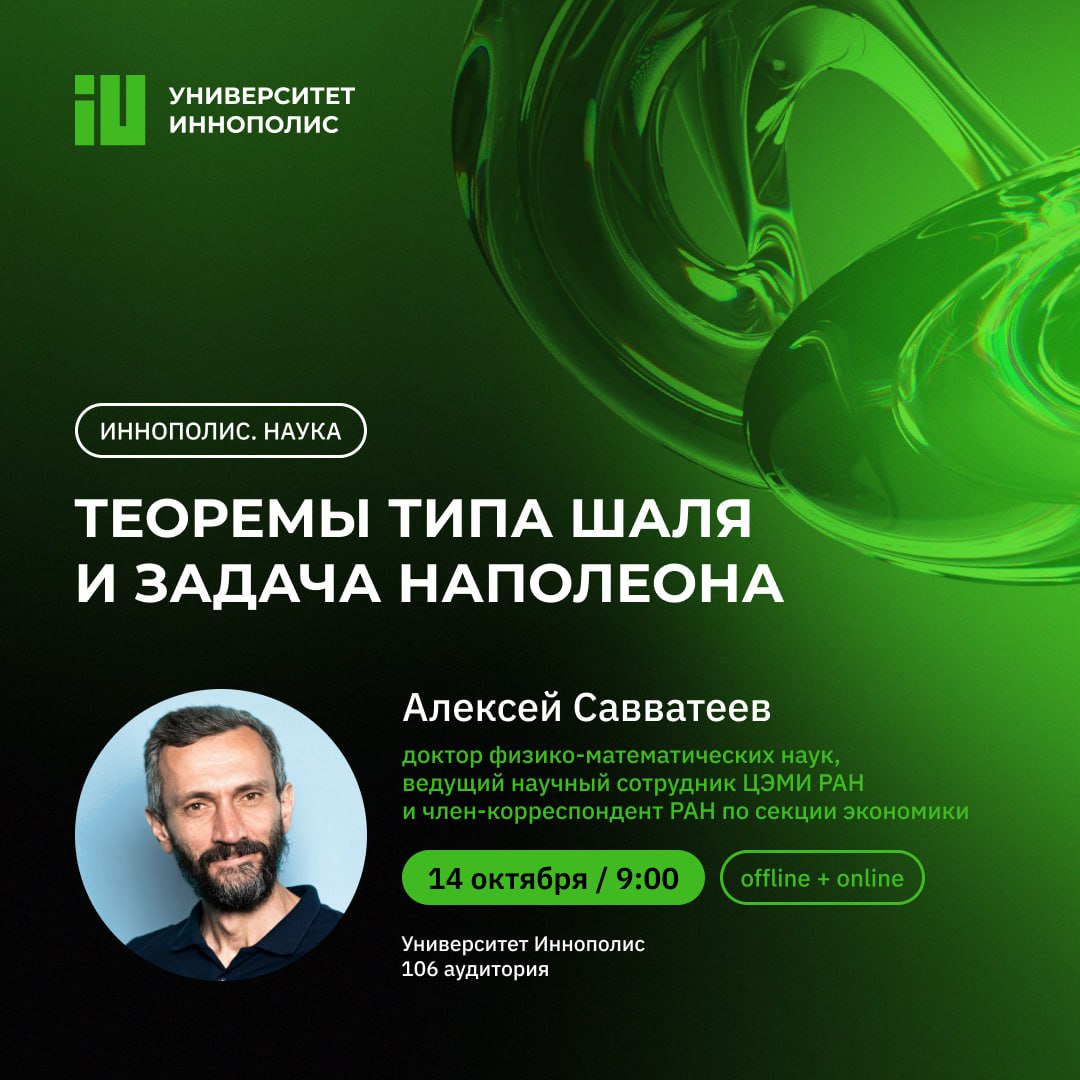 УНИВЕРСИТЕТ
ИННОПОЛИС
ИННОПОЛИС. НАУКА
ТЕОРЕМЫ ТИПА ШАЛЯ
И ЗАДАЧА НАПОЛЕОНА
Алексей Савватеев
доктор физико-математических наук,
ведущий научный сотрудник ЦЭМИ РАН
и член-корреспондент РАН по секции экономики
14 октября / 9:00
offline + online
Университет Иннополис
106 аудитория